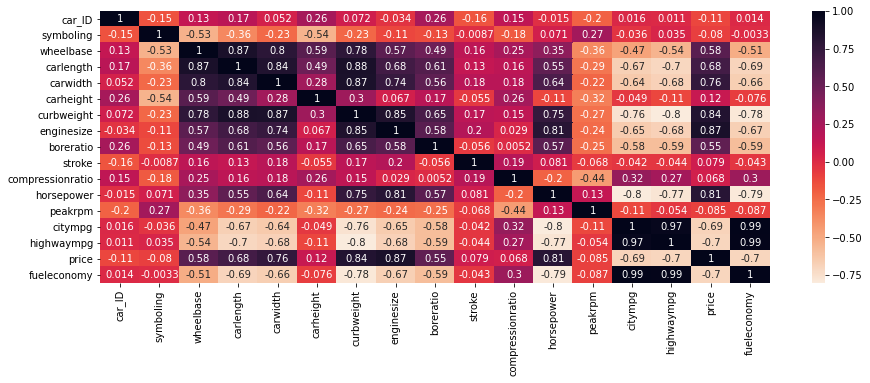 car_ID 1 -0.15 0.13 0.17 0.052 0.26 0.072 -0.034 0.26 -0.16 0.15 -0.015 -0.2 0.016 0.011 -0.11 0.014
symboling -0.15 1 -0.53 -0.36 -0.23 -0.54 -0.23 -0.11 -0.13 -0.0087 -0.18 0.071 0.27 -0.036 0.035 -0.08 -0.0033
wheelbase 0.13 -0.53 1 0.87 0.8 0.59 0.78 0.57 0.49 0.16 0.25 0.35 -0.36 -0.47 -0.54 0.58 -0.51
carlength 0.17 -0.36 0.87 1 0.84 0.49 0.88 0.68 0.61 0.13 0.16 0.55 -0.29 -0.67 -0.7 0.68 -0.69
carwidth 0.052 -0.23 0.8 0.84 1 0.28 0.87 0.74 0.56 0.18 0.18 0.64 -0.22 -0.64 -0.68 0.76 -0.66
carheight 0.26 -0.54 0.59 0.49 0.28 1 0.3 0.067 0.17 -0.055 0.26 -0.11 -0.32 -0.049 -0.11 0.12 -0.076
curbweight 0.072 -0.23 0.78 0.88 0.87 0.3 1 0.85 0.65 0.17 0.15 0.75 -0.27 -0.76 -0.8 0.84 -0.78
enginesize -0.034 -0.11 0.57 0.68 0.74 0.067 0.85 1 0.58 0.2 0.029 0.81 -0.24 -0.65 -0.68 0.87 -0.67
boreratio 0.26 -0.13 0.49 0.61 0.56 0.17 0.65 0.58 1 -0.056 0.0052 0.57 -0.25 -0.58 -0.59 0.55 -0.59
stroke -0.16 -0.0087 0.16 0.13 0.18 -0.055 0.17 0.2 -0.056 1 0.19 0.081 -0.068 -0.042 -0.044 0.079 -0.043
compressionratio 0.15 -0.18 0.25 0.16 0.18 0.26 0.15 0.029 0.0052 0.19 1 -0.2 -0.44 0.32 0.27 0.068 0.3
horsepower -0.015 0.071 0.35 0.55 0.64 -0.11 0.75 0.81 0.57 0.081 -0.2 1 0.13 -0.8 -0.77 0.81 -0.79
peakrpm -0.2 0.27 -0.36 -0.29 -0.22 -0.32 -0.27 -0.24 -0.25 -0.068 -0.44 0.13 1 -0.11 -0.054 -0.085 -0.087
citympg 0.016 -0.036 -0.47 -0.67 -0.64 -0.049 -0.76 -0.65 -0.58 -0.042 0.32 -0.8 -0.11 1 0.97 -0.69 0.99
highwaympg 0.011 0.035 -0.54 -0.7 -0.68 -0.11 -0.8 -0.68 -0.59 -0.044 0.27 -0.77 -0.054 0.97 1 -0.7 0.99
price -0.11 -0.08 0.58 0.68 0.76 0.12 0.84 0.87 0.55 0.079 0.068 0.81 -0.085 -0.69 -0.7 1 -0.7
fueleconomy 0.014 -0.0033 -0.51 -0.69 -0.66 -0.076 -0.78 -0.67 -0.59 -0.043 0.3 -0.79 -0.087 0.99 0.99 -0.7 1
car_ID
symboling
wheelbase
carlength
carwidth
carheight
curbweight
enginesize
boreratio
stroke
compressionratio
horsepower
peakrpm
citympg
highwaympg
price
fueleconomy
1.00
0.75
0.50
0.25
0.00
-0.25
-0.50
-0.75